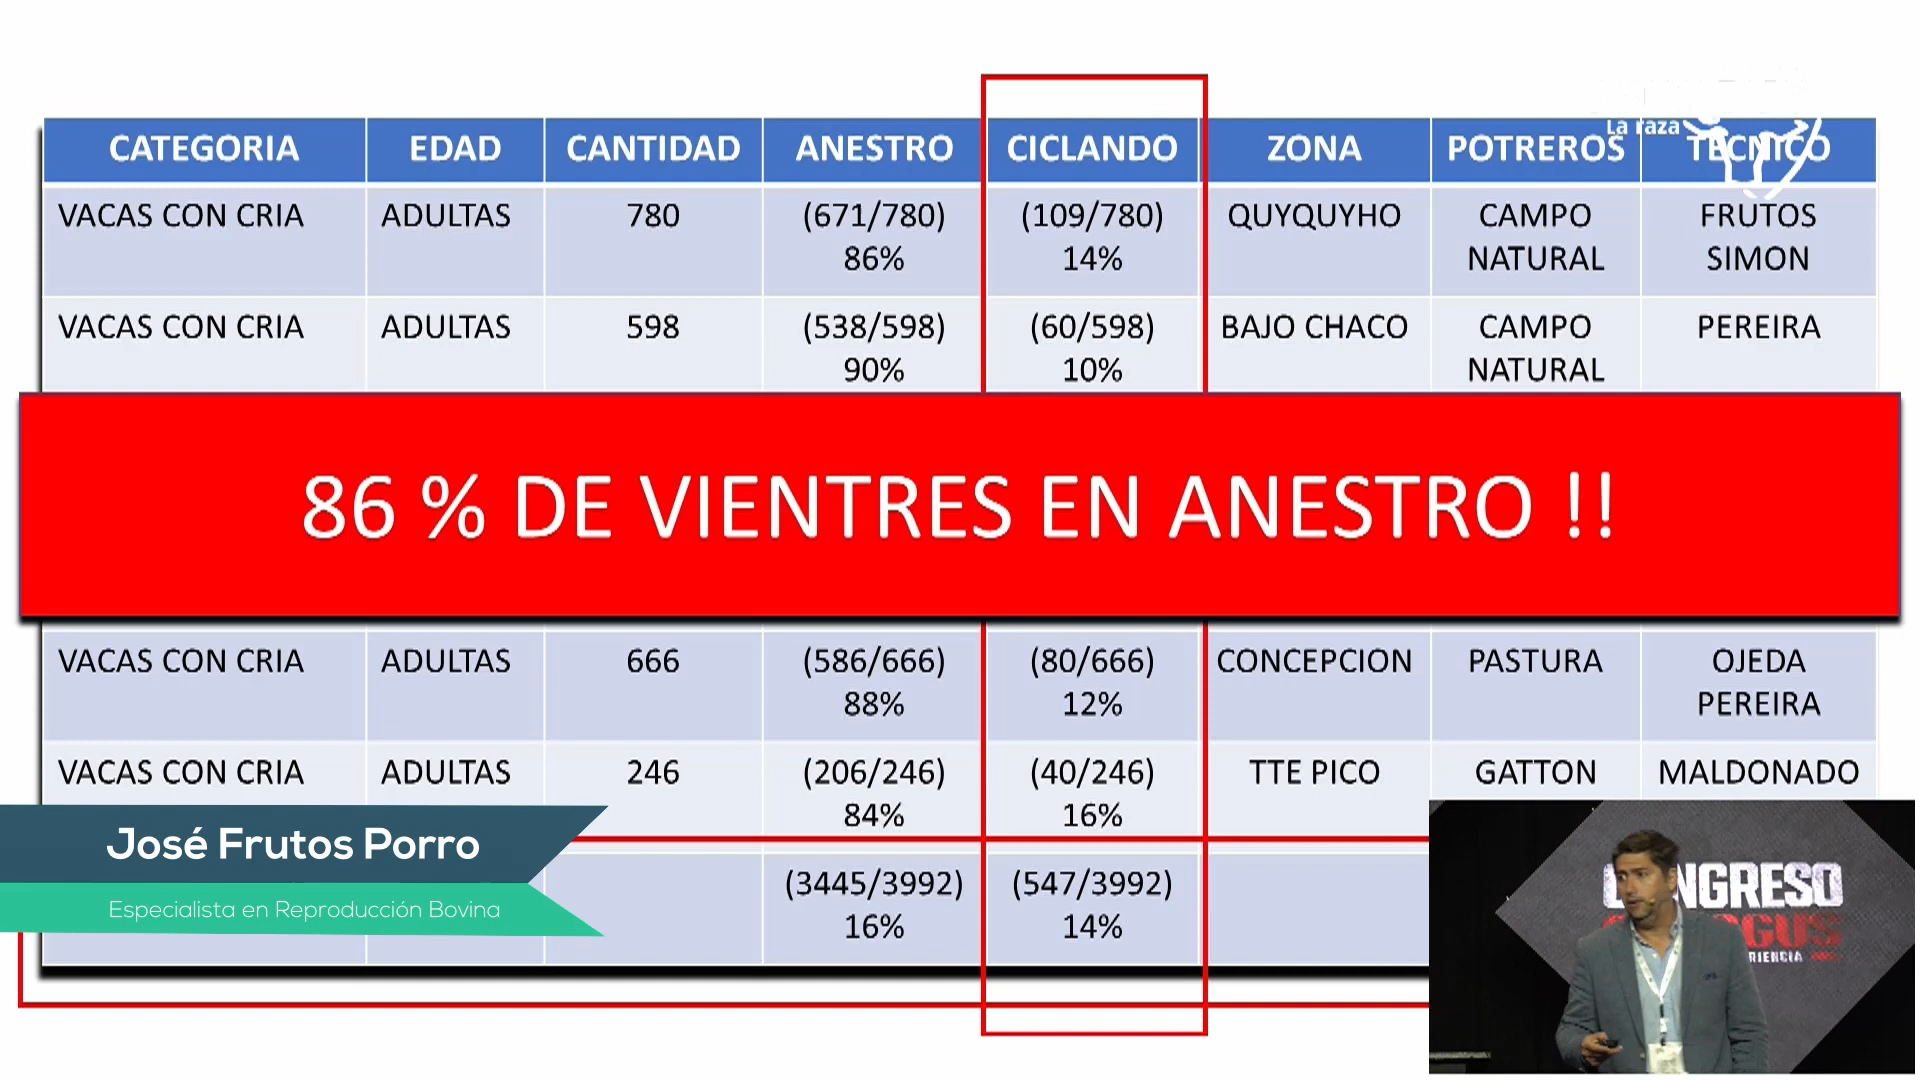 La raza
CATEGORIA EDAD CANTIDAD ANESTRO CICLANDO ZONA POTREROS TECNICO
VACAS CON CRIA ADULTAS 780 (671/780) (109/780) QUYQUYHO CAMPO FRUTOS
86% 14% NATURAL SIMON
VACAS CON CRIA ADULTAS 598 (538/598) (60/598) BAJO CHACO CAMPO PEREIRA
90% 10% NATURAL
86 % DE VIENTRES EN ANESTRO !!
VACAS CON CRIA ADULTAS 666 (586/666) (80/666) CONCEPCION PASTURA OJEDA
88% 12% PEREIRA
VACAS CON CRIA ADULTAS 246 (206/246) (40/246) TTE PICO GATTON MALDONADO
84% 16%
(3445/3992) (547/3992)
16% 14%
José Frutos Porro
Especialista en Reproducción Bovina